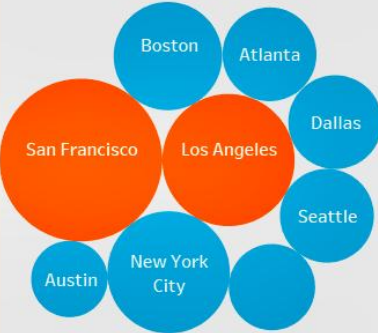 Boston
Atlanta
Dallas
San Francisco
Los Angeles
Seattle
New York
City
Austin